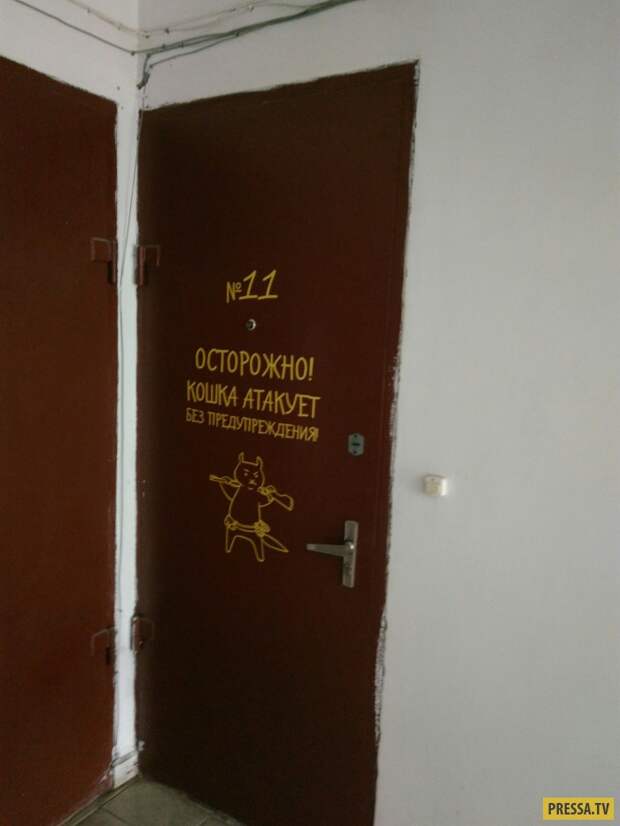 №11
ОСТОРОЖНО!
КОШКА АТАКУЕТ
БЕЗ ПРЕДУПРЕЖДЕНИЯ!
PRESSA.TV